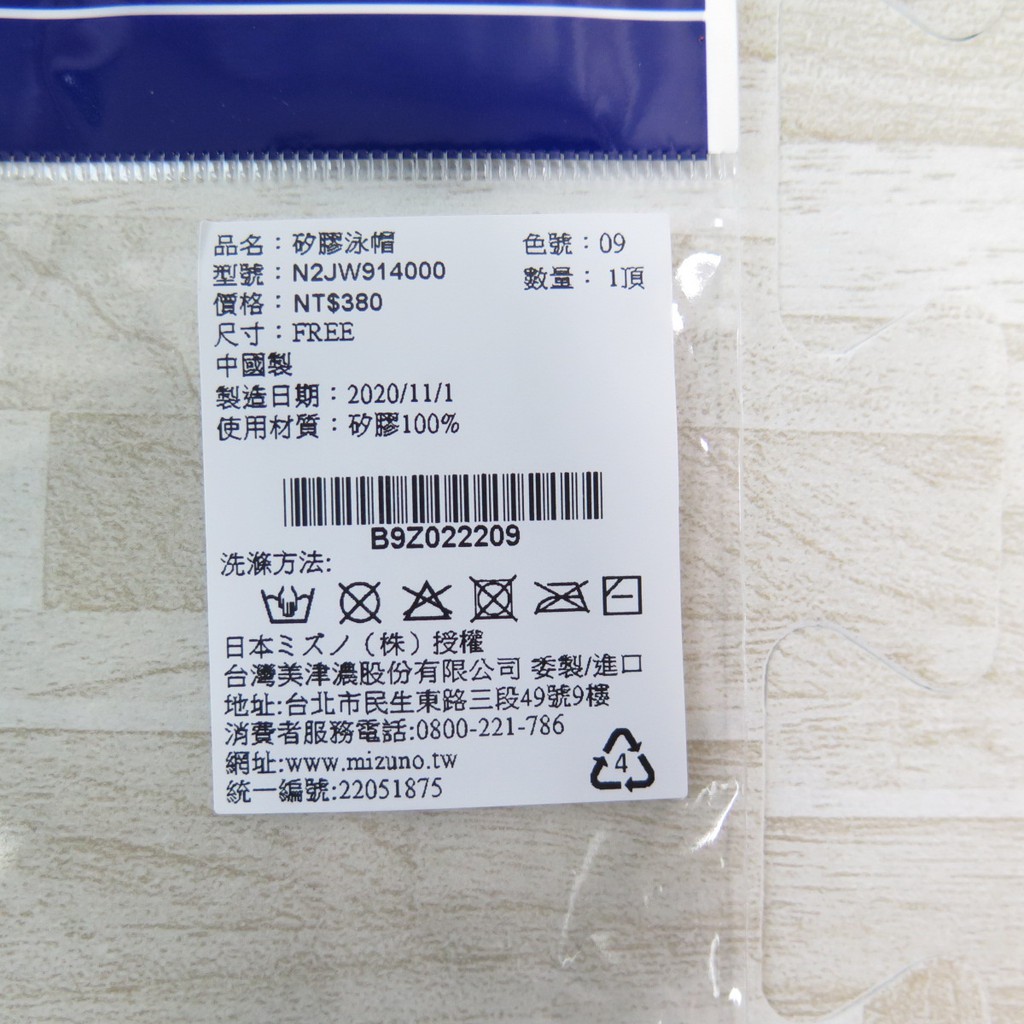 品名：矽膠泳帽 色號：09
型號：N2JW914000 數量： 1頂
價格：NT$380
尺寸：FREE
中國製
製造日期：2020/11/1
使用材質：矽膠100%
B9Z022209
洗滌方法:
日本ミズノ（株）授權
台灣美津濃股份有限公司 委製/進口
地址:台北市民生東路三段49號9樓
消費者服務電話:0800-221-786
網址:www.mizuno.tw
統一編號:22051875
4